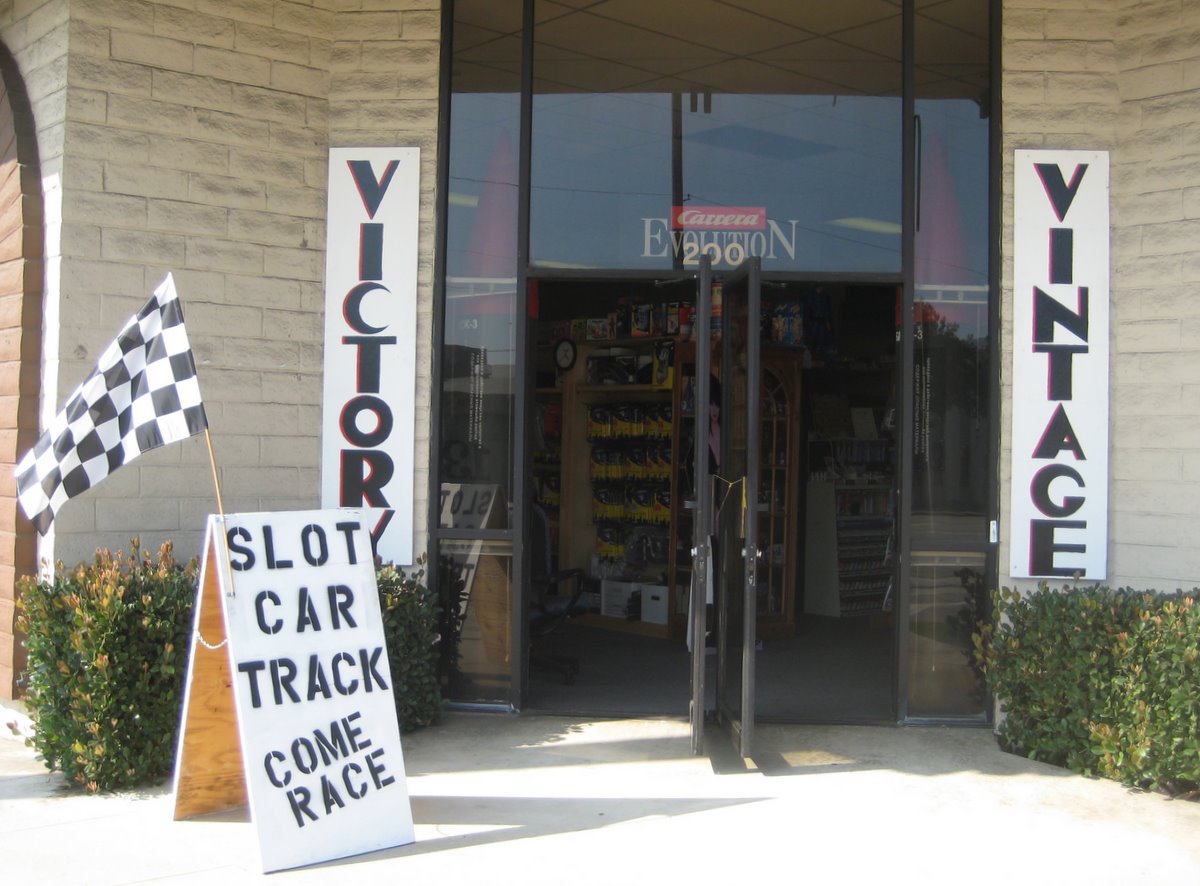 VICTORY
Carrera
EVOLUTION
200
VINTAGE
SLOT
CAR
TRACK
COME
RACE